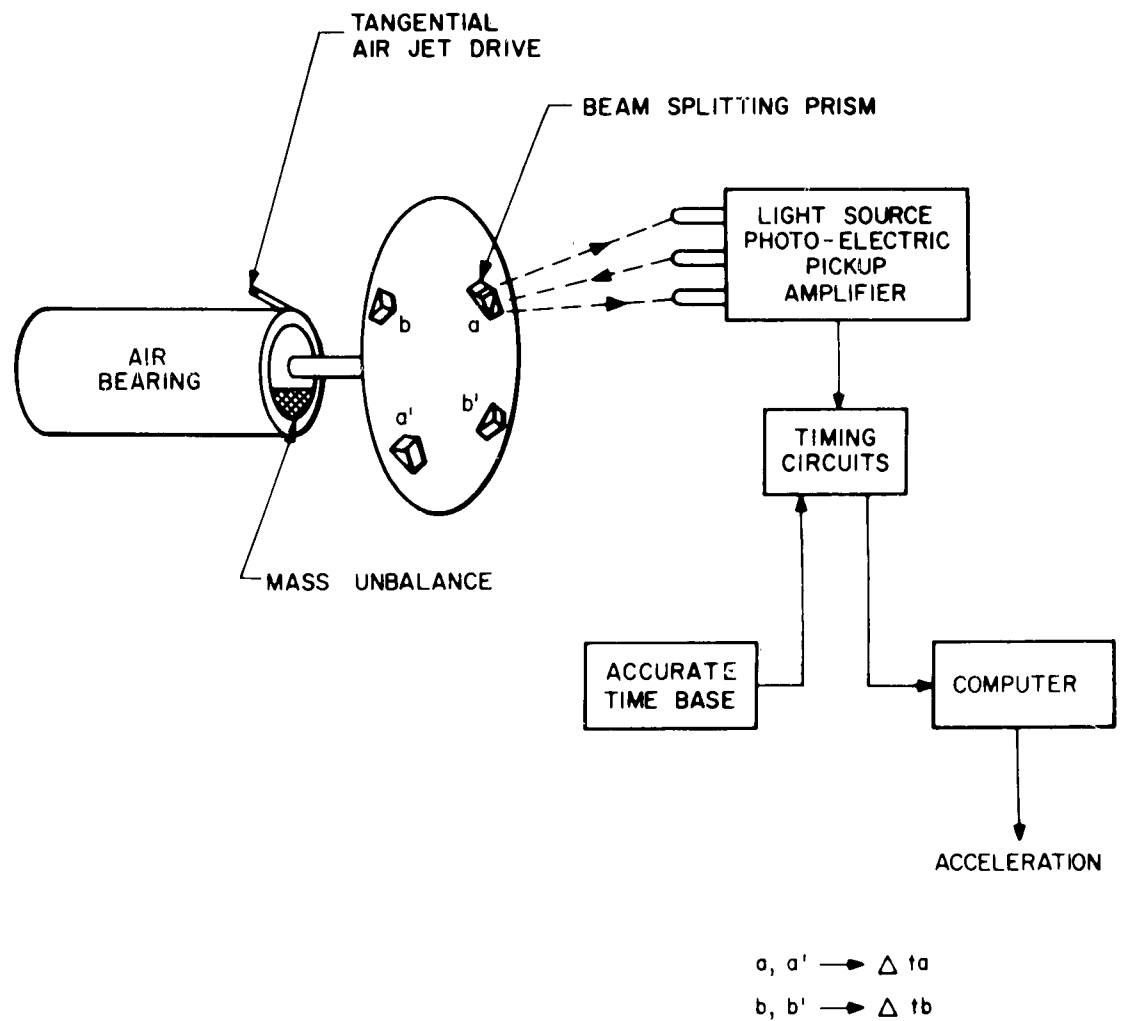 TANGENTIAL
AIR JET DRIVE
BEAM SPLITTING PRISM
LIGHT SOURCE
PHOTO-ELECTRIC
PICKUP
AMPLIFIER
b
a
AIR
BEARING
a'
b'
TIMING
CIRCUITS
MASS UNBALANCE
ACCURATE
TIME BASE
COMPUTER
ACCELERATION
a, a' → △ ta
b, b' → △ tb